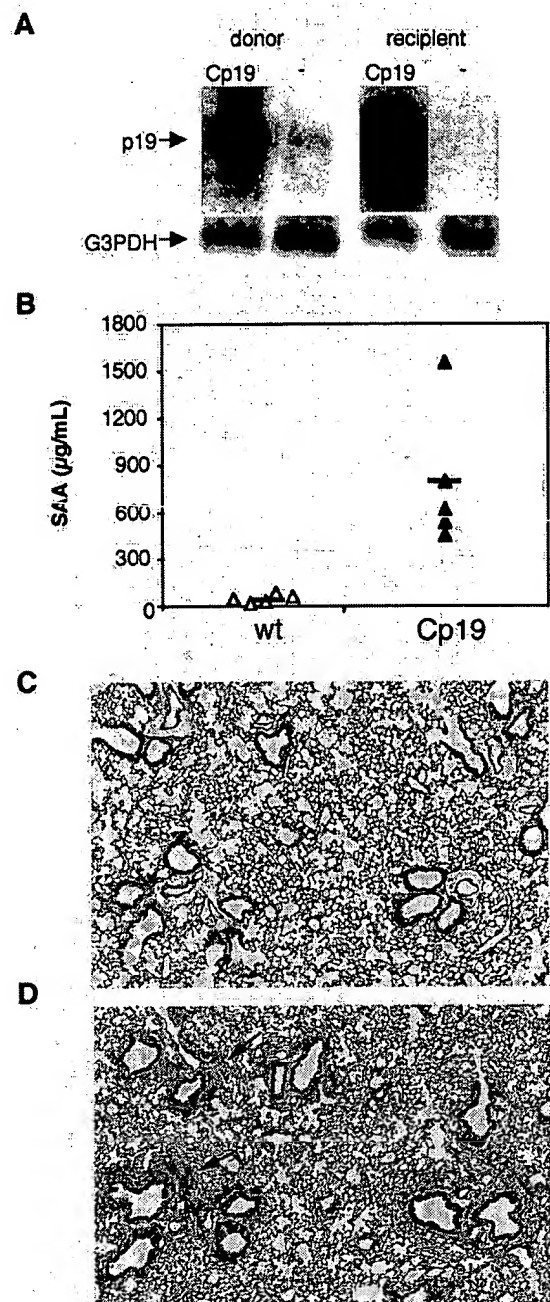 A
donor recipient
Cp19 - Cp19 -
p19
G3PDH
B
1800
1500
1200
900
600
300
0
SAA (µg/mL)
wt Cp19
C
D